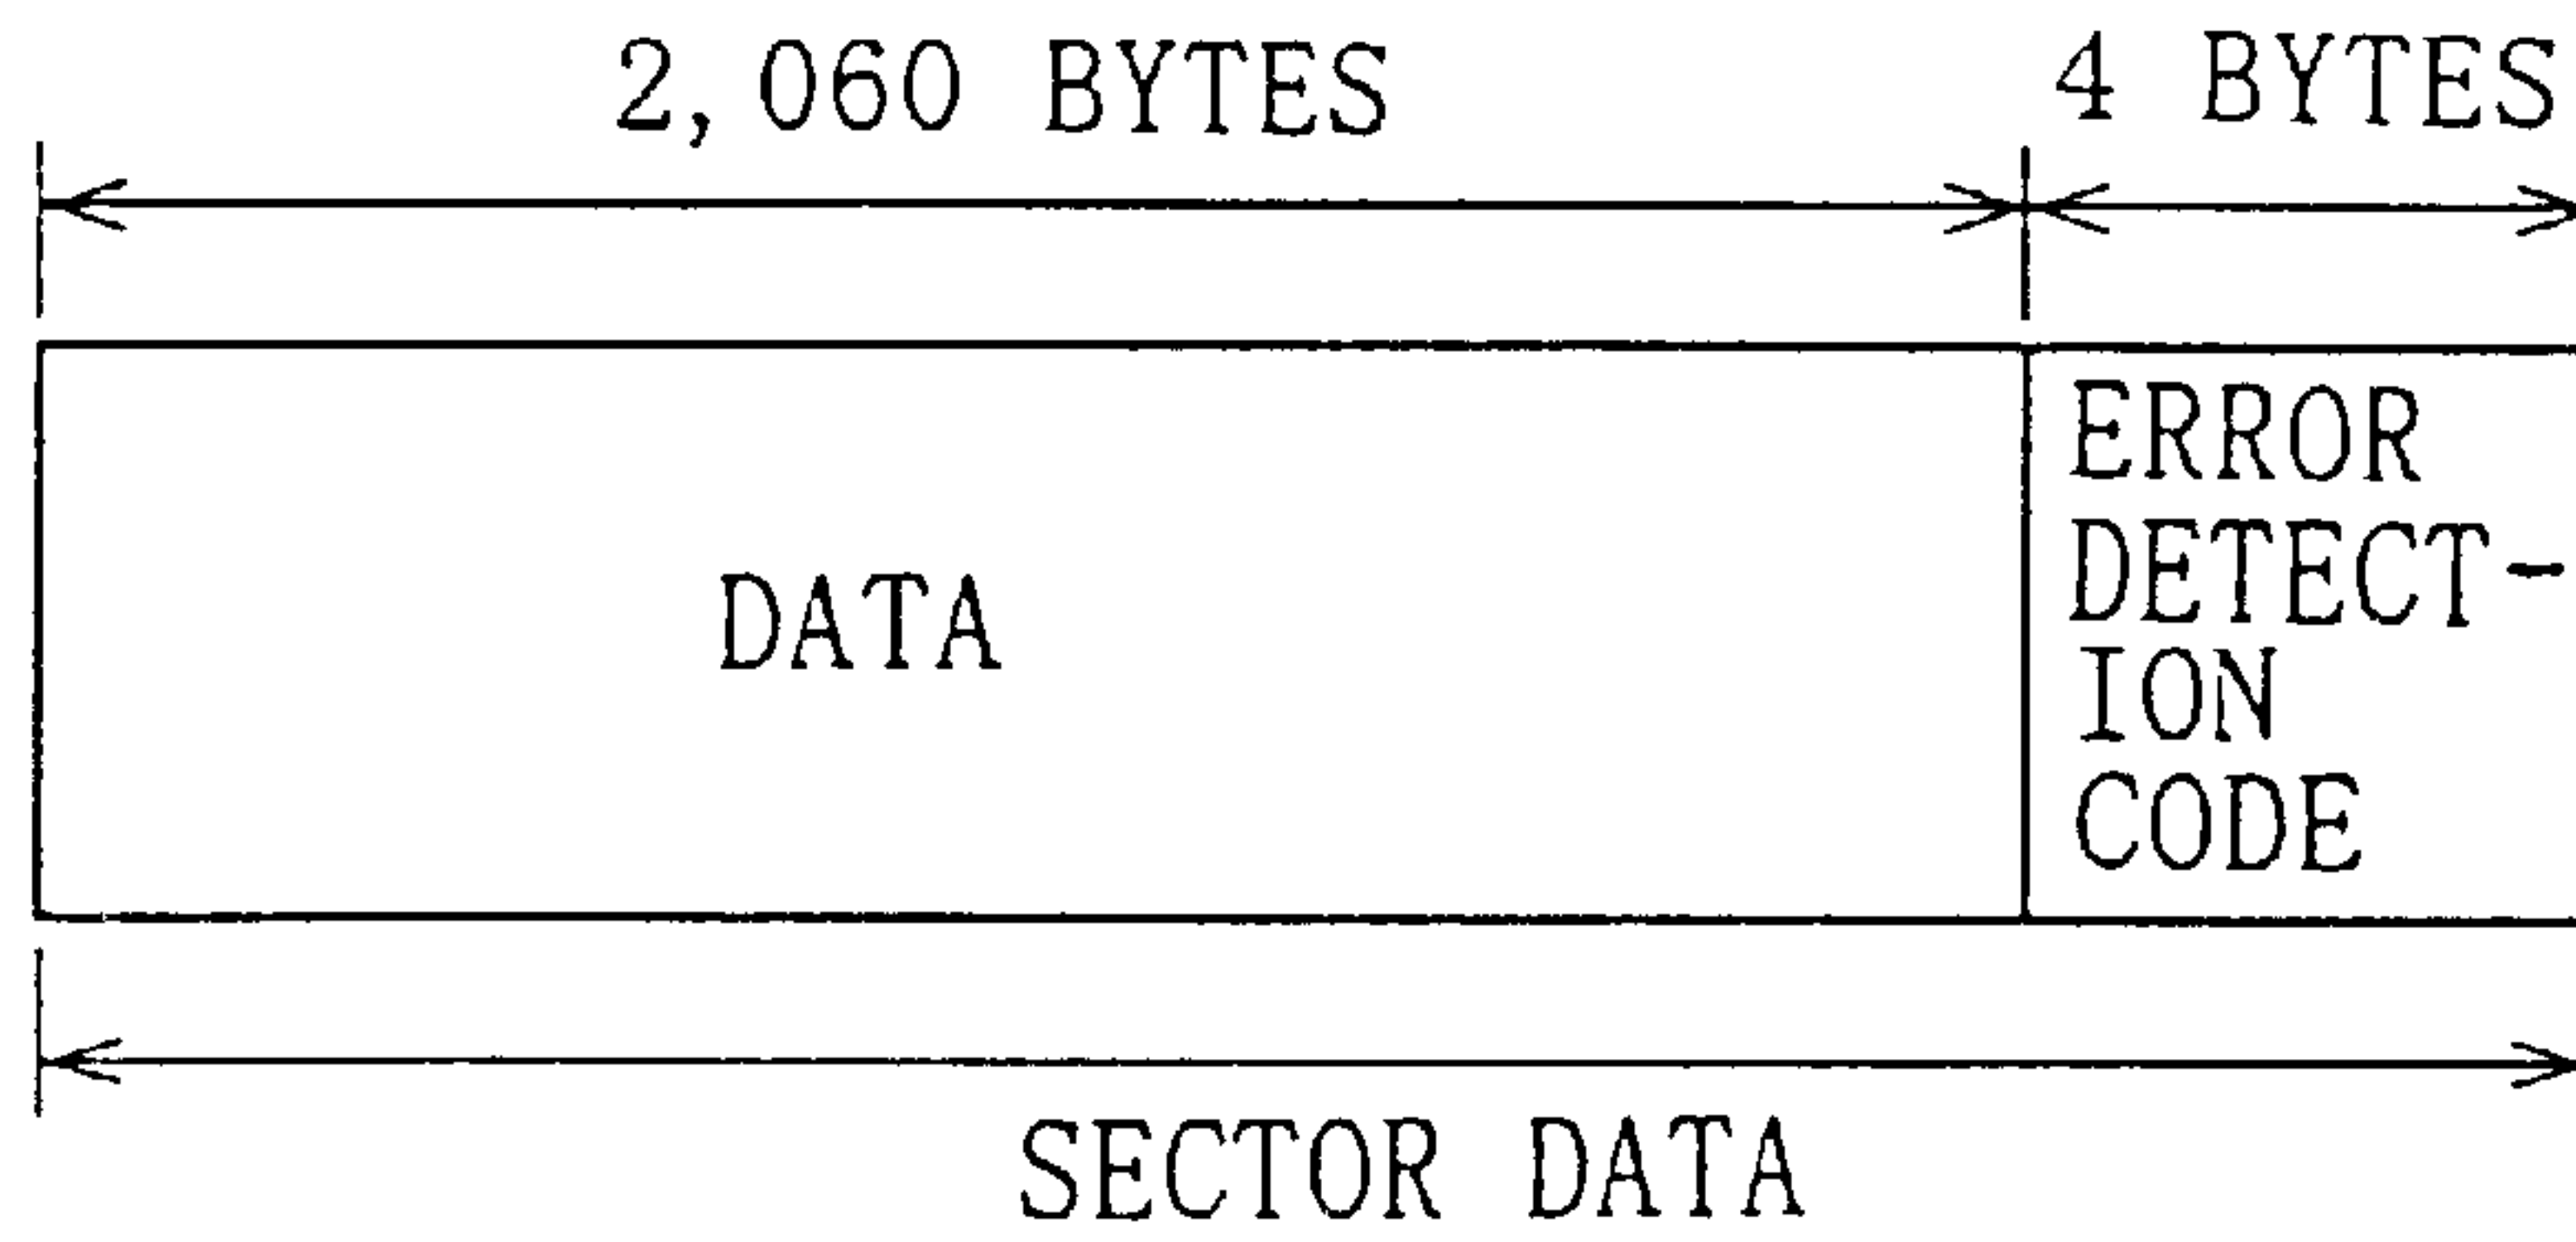 2,060 BYTES
4 BYTES
DATA
ERROR
DETECT-
ION
CODE
SECTOR DATA